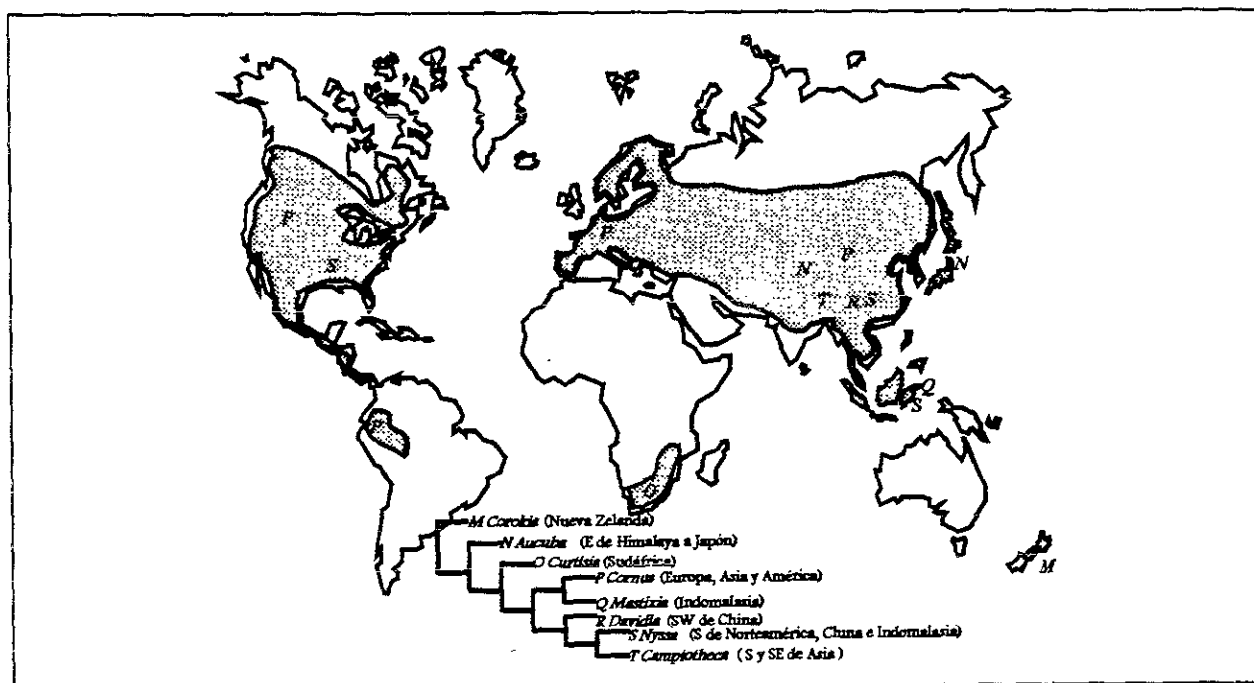 P
P
P
S
N
N
T
R S
Q
S
P
O
M
M Corokia (Nueva Zelanda)
N Aucuba (E de Himalaya a Japón)
O Curtisia (Sudáfrica)
P Cornus (Europa, Asia y América)
Q Mastixia (Indomalasia)
R Davidia (SW de China)
S Nyssa (S de Norteamérica, China e Indomalasia)
T Camptotheca (S y SE de Asia)